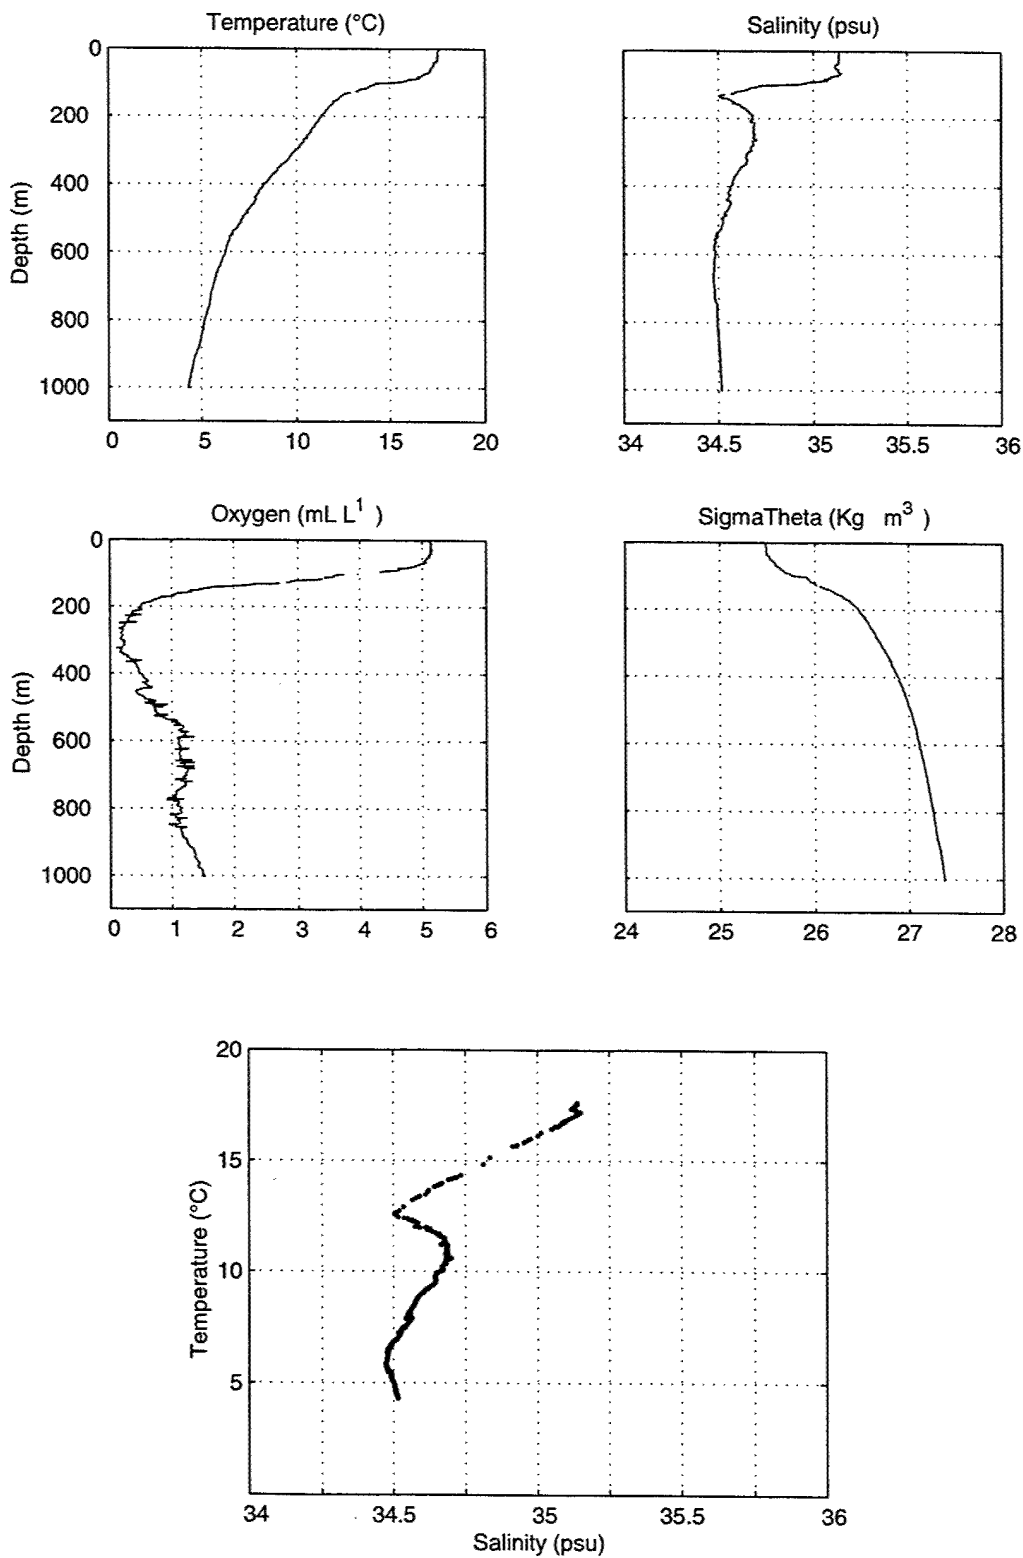 Temperature (°C)
0
200
400
600
800
1000
Depth (m)
0 5 10 15 20
Salinity (psu)
34 34.5 35 35.5 36
Oxygen (mL L1 )
0
200
400
600
800
1000
Depth (m)
0 1 2 3 4 5 6
SigmaTheta (Kg m3 )
24 25 26 27 28
20
15
10
5
Temperature (°C)
34 34.5 35 35.5 36
Salinity (psu)